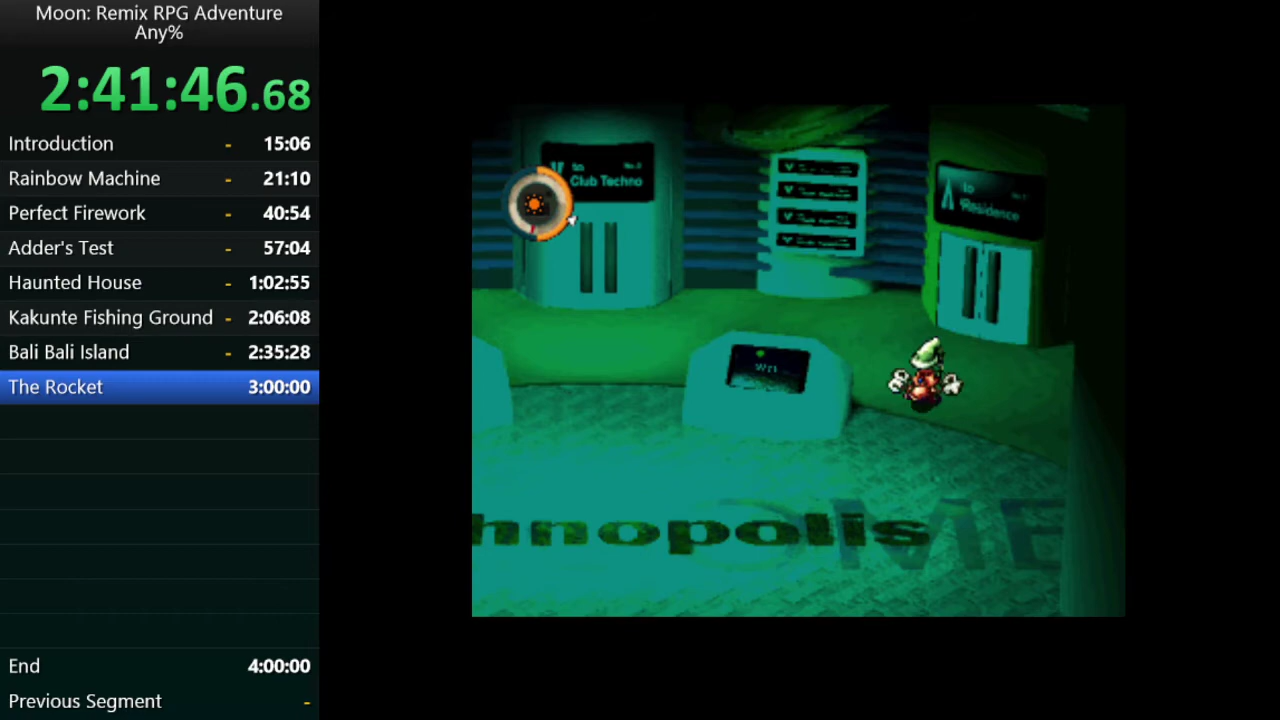 Moon: Remix RPG Adventure
Any%
2:41:46.68
Introduction - 15:06
Rainbow Machine - 21:10
Perfect Firework - 40:54
Adder's Test - 57:04
Haunted House - 1:02:55
Kakunte Fishing Ground - 2:06:08
Bali Bali Island - 2:35:28
The Rocket 3:00:00
End 4:00:00
Previous Segment -
to
Club Techno
to
Residence
hnopolis